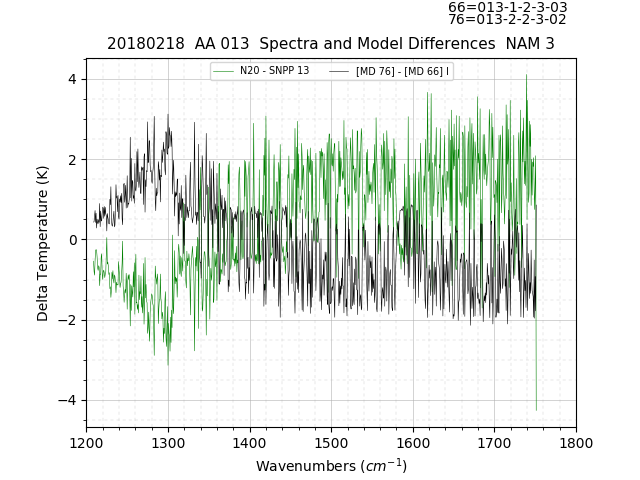 66=013-1-2-3-03
76=013-2-2-3-02
20180218  AA 013  Spectra and Model Differences  NAM 3
N20 - SNPP 13
[MD 76] - [MD 66] I
4
2
0
−2
−4
Delta Temperature (K)
1200 1300 1400 1500 1600 1700 1800
Wavenumbers (cm⁻¹)